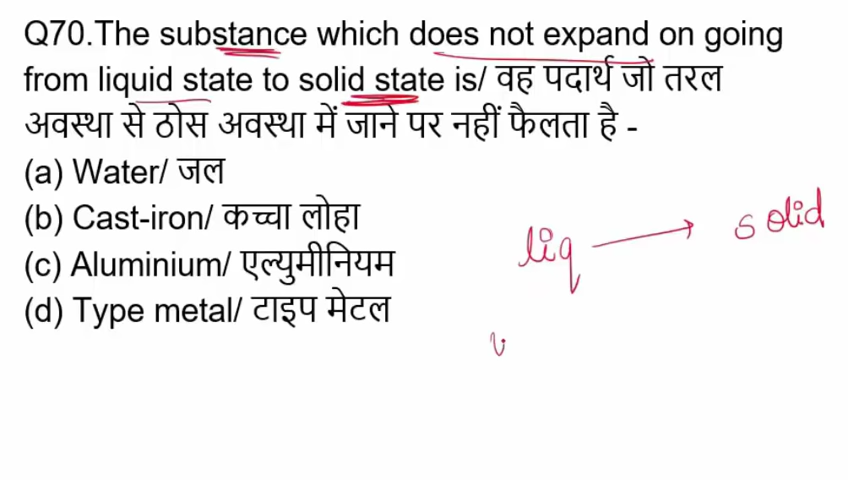 Q70.The substance which does not expand on going
from liquid state to solid state is/ वह पदार्थ जो तरल
अवस्था से ठोस अवस्था में जाने पर नहीं फैलता है -
(a) Water/ जल
(b) Cast-iron/ कच्चा लोहा
(c) Aluminium/ एल्युमीनियम
(d) Type metal/ टाइप मेटल
liq → solid